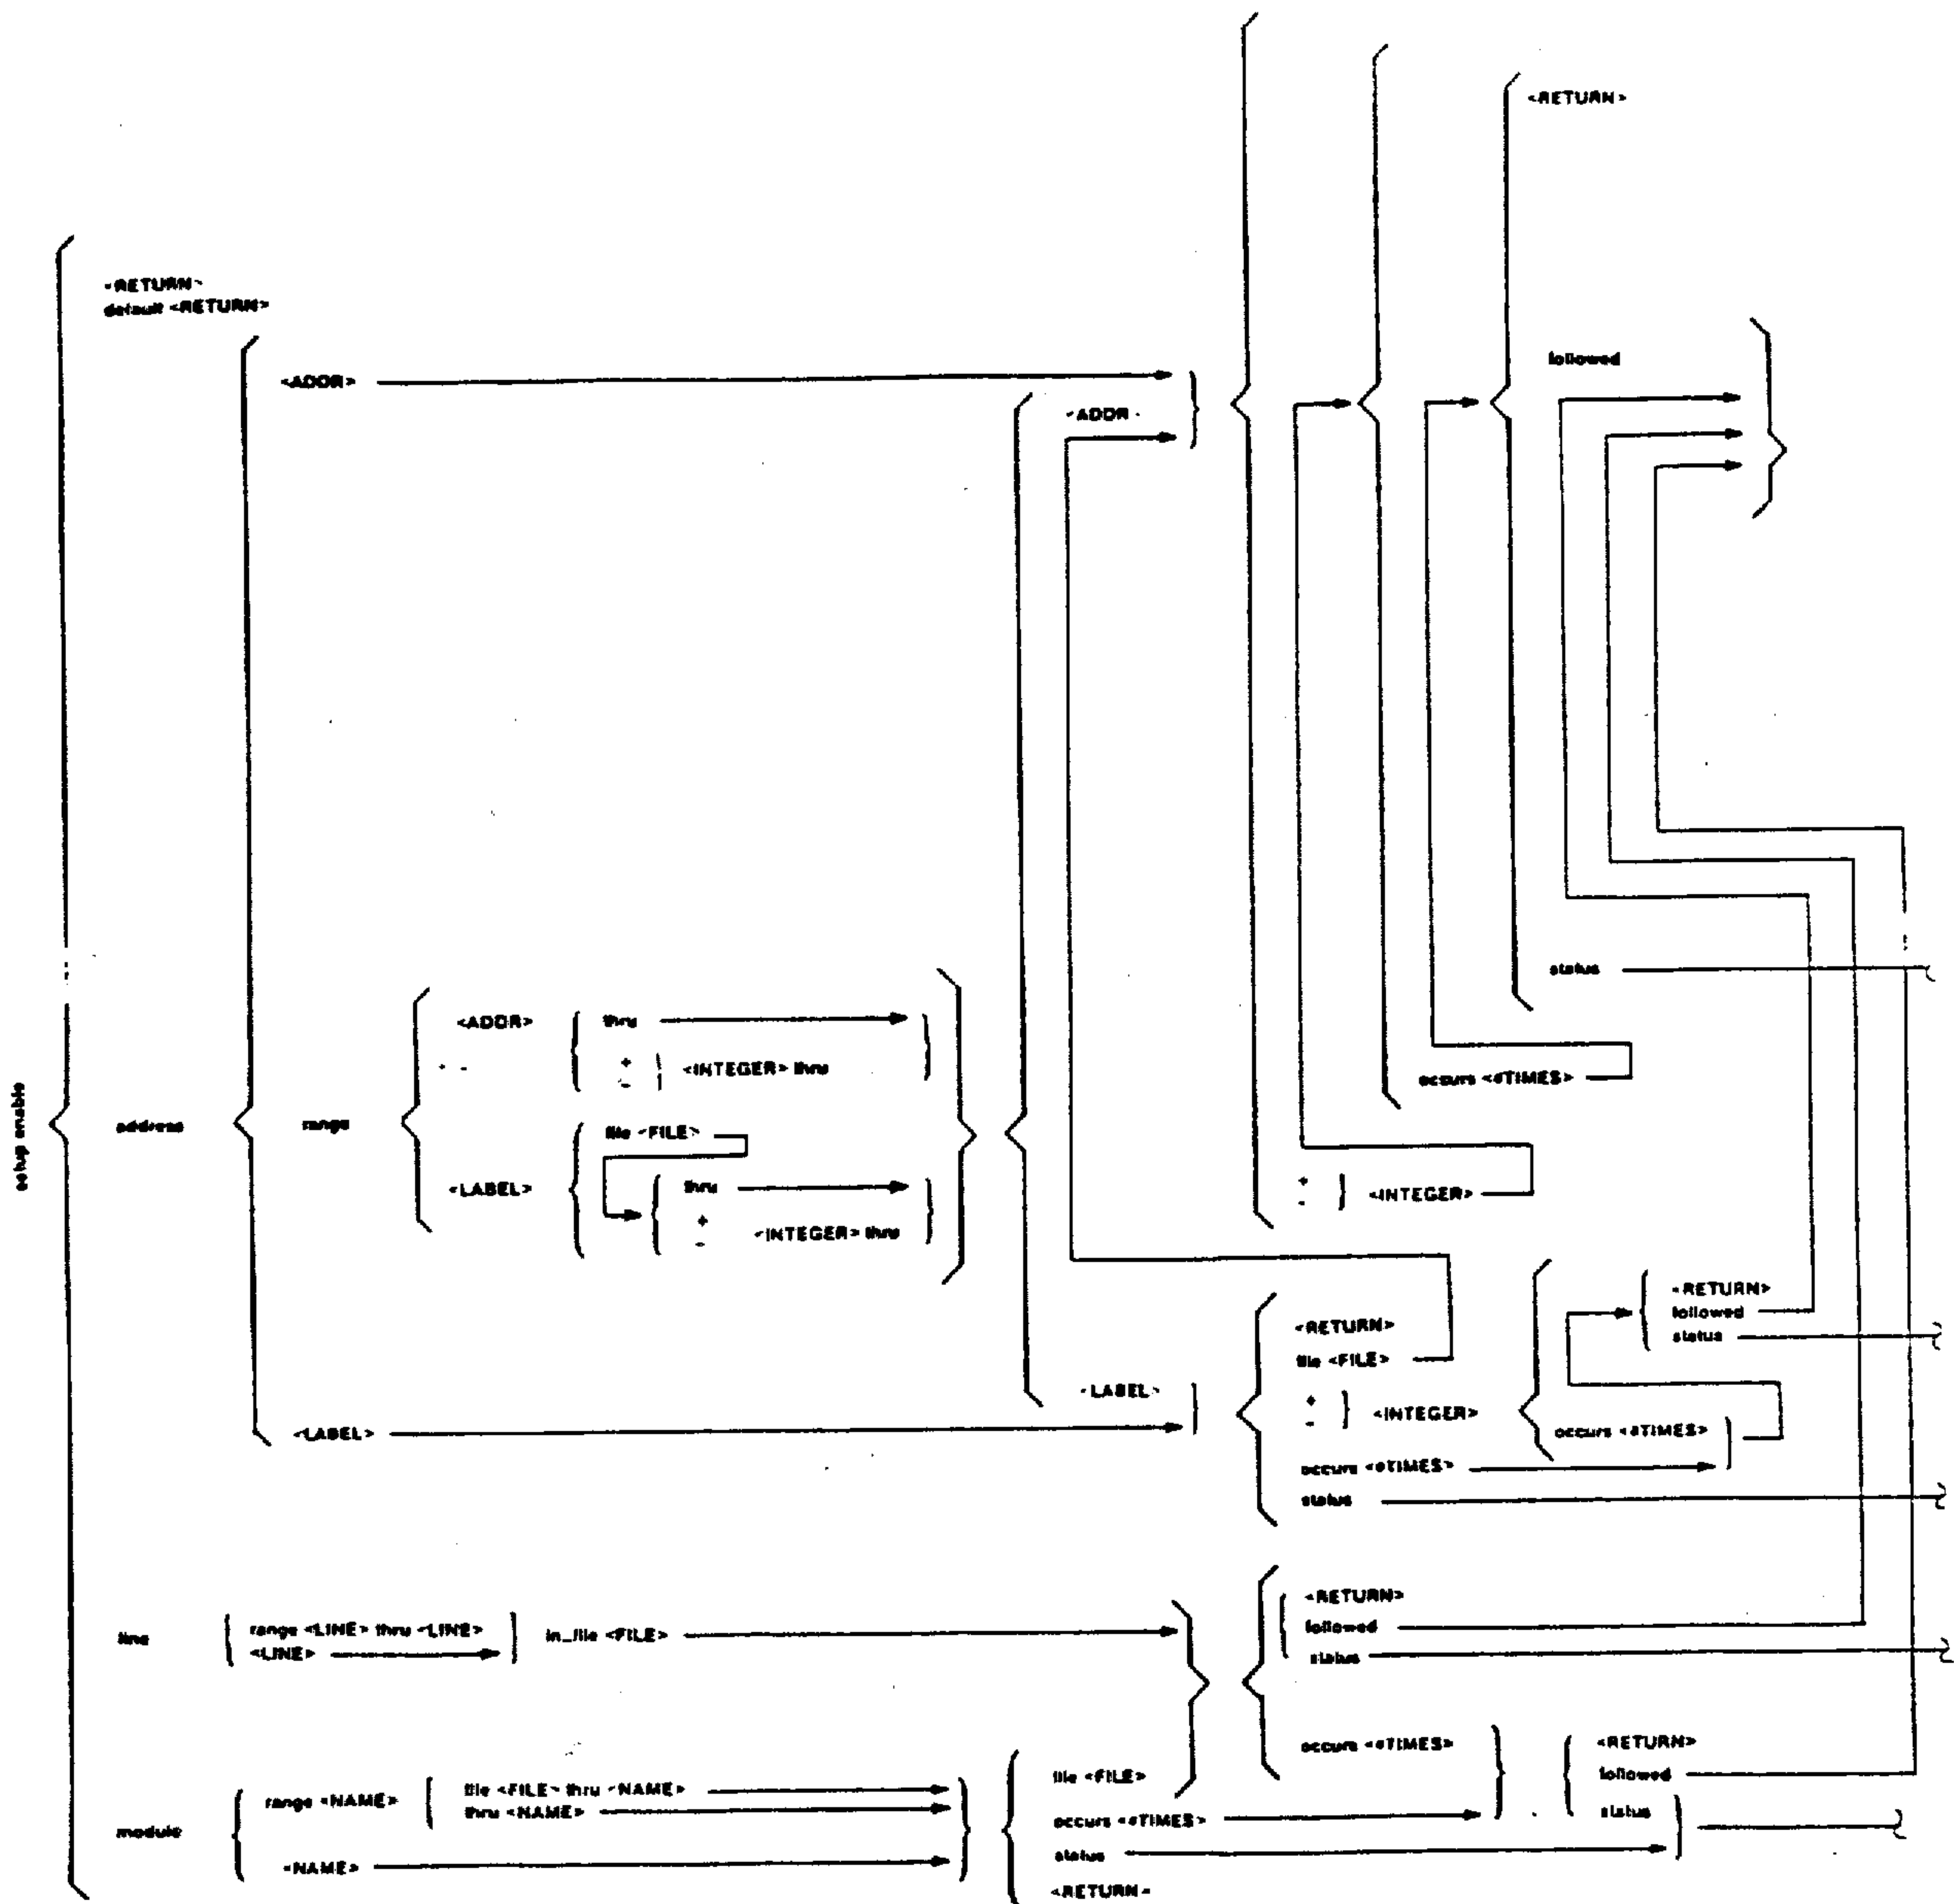 <RETURN>
<RETURN>
default <RETURN>
followed
<ADDR>
<ADDR>
status
<ADDR>
thru
+
-
<INTEGER> thru
occurs <#TIMES>
setup enable
address
range
file <FILE>
<LABEL>
thru
+
-
<INTEGER> thru
+
-
<INTEGER>
<RETURN>
followed
status
<RETURN>
file <FILE>
<LABEL>
+
-
<INTEGER>
<LABEL>
occurs <#TIMES>
occurs <#TIMES>
status
<RETURN>
line
range <LINE> thru <LINE>
<LINE>
in_file <FILE>
followed
status
occurs <#TIMES>
<RETURN>
followed
status
module
range <NAME>
file <FILE> thru <NAME>
thru <NAME>
<NAME>
file <FILE>
occurs <#TIMES>
status
<RETURN>